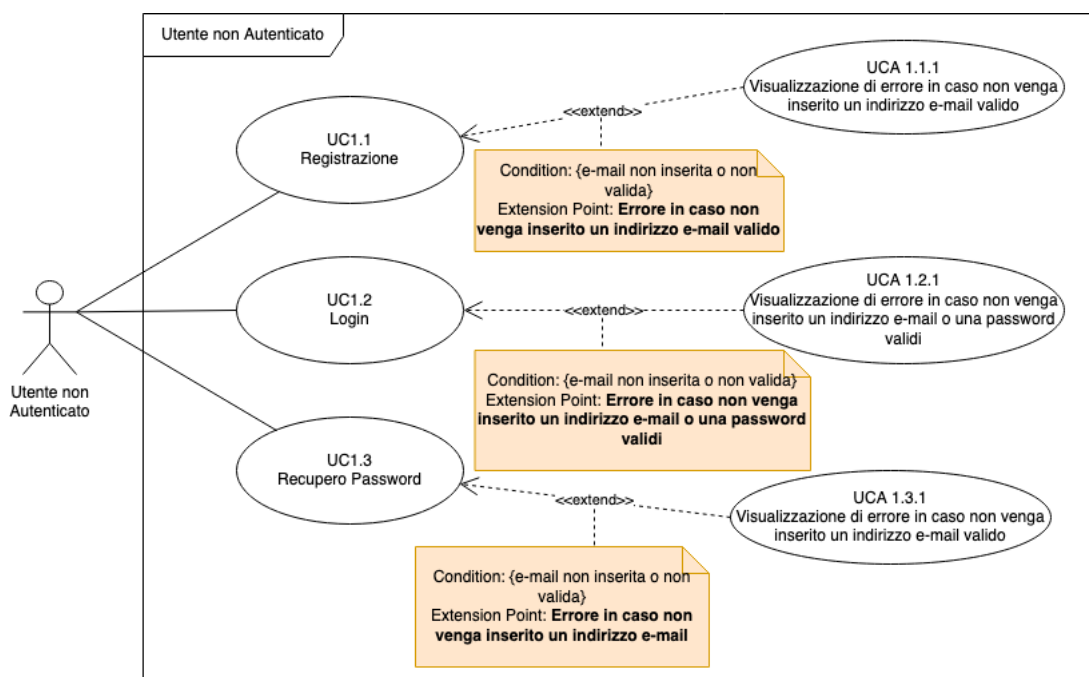 Utente non Autenticato
UCA 1.1.1
Visualizzazione di errore in caso non venga
inserito un indirizzo e-mail valido
<<extend>>
UC1.1
Registrazione
Condition: {e-mail non inserita o non
valida}
Extension Point: Errore in caso non
venga inserito un indirizzo e-mail valido
UCA 1.2.1
Visualizzazione di errore in caso non venga
inserito un indirizzo e-mail o una password
validi
<<extend>>
UC1.2
Login
Condition: {e-mail non inserita o non valida}
Extension Point: Errore in caso non venga
inserito un indirizzo e-mail o una password
validi
Utente non
Autenticato
UC1.3
Recupero Password
<<extend>>
UCA 1.3.1
Visualizzazione di errore in caso non venga
inserito un indirizzo e-mail valido
Condition: {e-mail non inserita o non
valida}
Extension Point: Errore in caso non
venga inserito un indirizzo e-mail